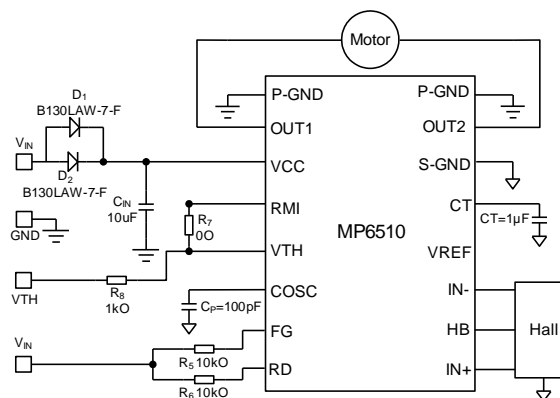 Motor
P-GND
P-GND
D1
B130LAW-7-F
OUT1
OUT2
VIN
VCC
S-GND
D2
B130LAW-7-F
CIN
10uF
RMI
CT
CT=1µF
GND
R7
0O
MP6510
VTH
VREF
VTH
R8
1kO
COSC
CP=100pF
IN-
VIN
FG
HB
Hall
R5 10kO
RD
IN+
R6 10kO